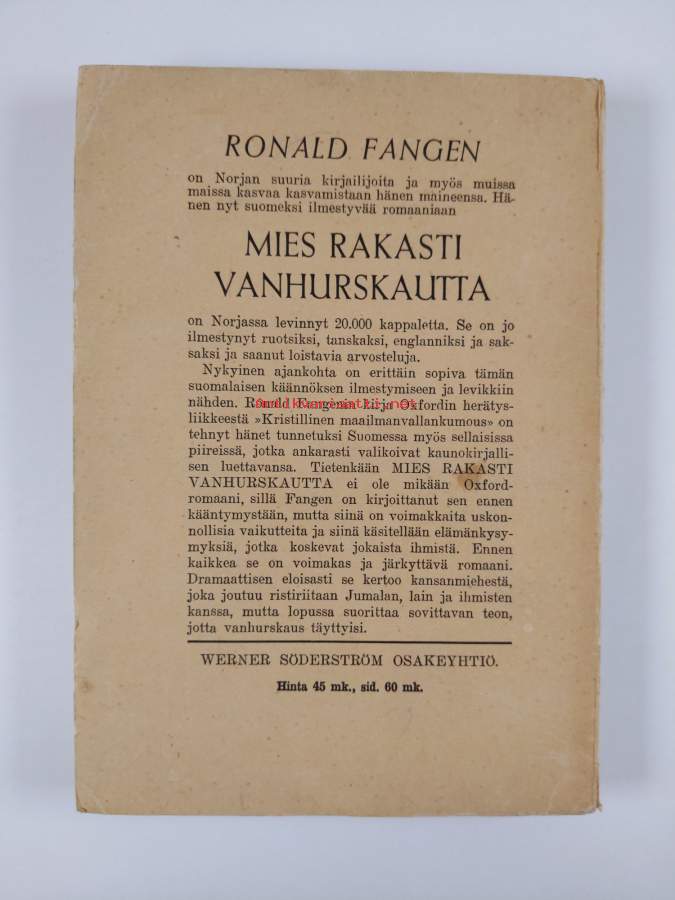 RONALD FANGEN
on Norjan suuria kirjailijoita ja myös muissa
maissa kasvaa kasvamistaan hänen maineensa. Hä-
nen nyt suomeksi ilmestyvää romaaniaan
MIES RAKASTI
VANHURSKAUTTA
on Norjassa levinnyt 20.000 kappaletta. Se on jo
ilmestynyt ruotsiksi, tanskaksi, englanniksi ja sak-
saksi ja saanut loistavia arvosteluja.
Nykyinen ajankohta on erittäin sopiva tämän
suomalaisen käännöksen ilmestymiseen ja levikkiin
nähden. Ronald Fangenin kirja Oxfordin herätys-
antikvariaatti.net
liikkeestä »Kristillinen maailmanvallankumous» on
tehnyt hänet tunnetuksi Suomessa myös sellaisissa
piireissä, jotka ankarasti valikoivat kaunokirjalli-
sen luettavansa. Tietenkään MIES RAKASTI
VANHURSKAUTTA ei ole mikään Oxford-
romaani, sillä Fangen on kirjoittanut sen ennen
kääntymystään, mutta siinä on voimakkaita uskon-
nollisia vaikutteita ja siinä käsitellään elämänkysy-
myksiä, jotka koskevat jokaista ihmistä. Ennen
kaikkea se on voimakas ja järkyttävä romaani.
Dramaattisen eloisasti se kertoo kansanmiehestä,
joka joutuu ristiriitaan Jumalan, lain ja ihmisten
kanssa, mutta lopussa suorittaa sovittavan teon,
jotta vanhurskaus täyttyisi.
WERNER SÖDERSTRÖM OSAKEYHTIÖ.
Hinta 45 mk., sid. 60 mk.